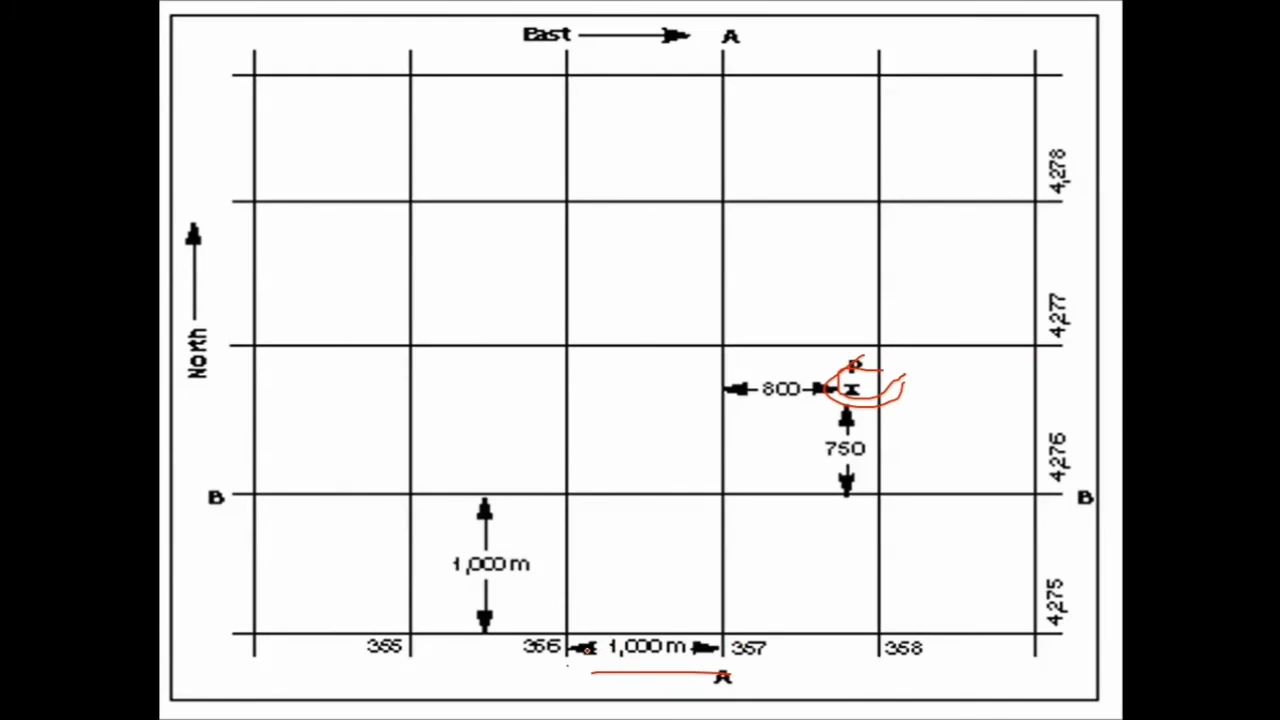 East A
4,278
North
4,277
P
800 x
750
4,276
B B
1,000 m
4,275
355 356 1,000 m 357 358
A